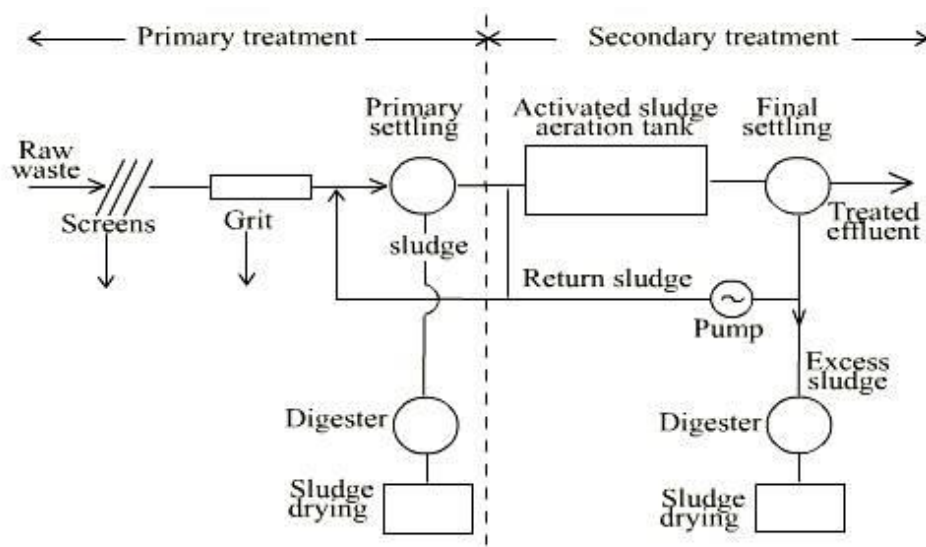 Primary treatment
Secondary treatment
Primary
settling
Activated sludge
aeration tank
Final
settling
Raw
waste
Screens
Grit
sludge
Treated
effluent
Return sludge
Pump
Excess
sludge
Digester
Digester
Sludge
drying
Sludge
drying